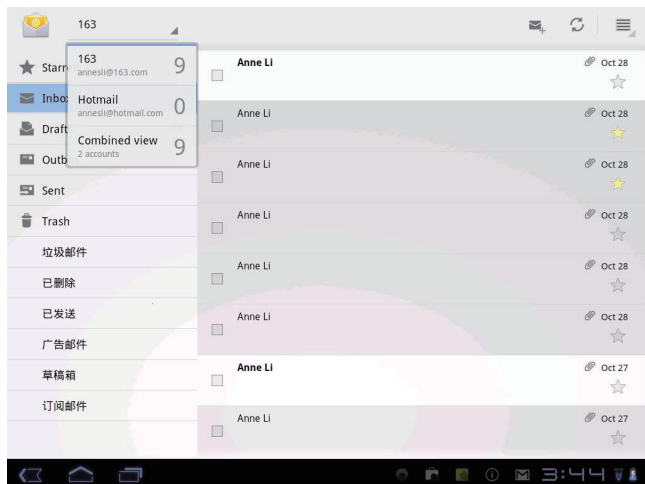 163
163
annesli@163.com
9
Hotmail
annesli@hotmail.com
0
Combined view
2 accounts
9
Starr
Inbox
Draft
Outb
Sent
Trash
垃圾邮件
已删除
已发送
广告邮件
草稿箱
订阅邮件
Anne Li
Oct 28
Anne Li
Oct 28
Anne Li
Oct 28
Anne Li
Oct 28
Anne Li
Oct 28
Anne Li
Oct 28
Anne Li
Oct 27
Anne Li
Oct 27
3:44